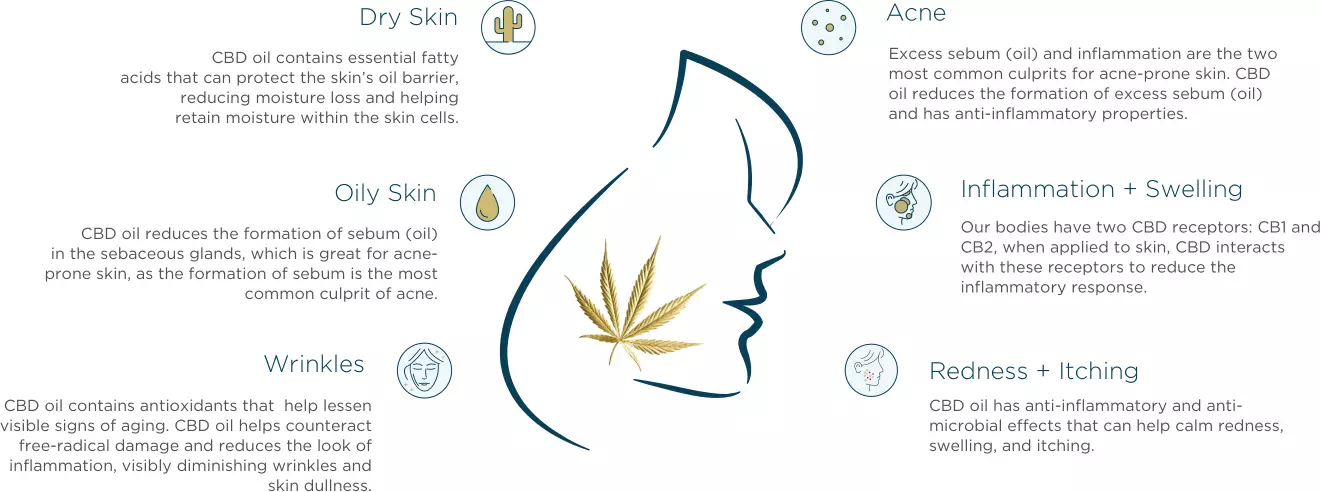 Dry Skin
CBD oil contains essential fatty
acids that can protect the skin’s oil barrier,
reducing moisture loss and helping
retain moisture within the skin cells.
Oily Skin
CBD oil reduces the formation of sebum (oil)
in the sebaceous glands, which is great for acne-
prone skin, as the formation of sebum is the most
common culprit of acne.
Wrinkles
CBD oil contains antioxidants that help lessen
visible signs of aging. CBD oil helps counteract
free-radical damage and reduces the look of
inflammation, visibly diminishing wrinkles and
skin dullness.
Acne
Excess sebum (oil) and inflammation are the two
most common culprits for acne-prone skin. CBD
oil reduces the formation of excess sebum (oil)
and has anti-inflammatory properties.
Inflammation + Swelling
Our bodies have two CBD receptors: CB1 and
CB2, when applied to skin, CBD interacts
with these receptors to reduce the
inflammatory response.
Redness + Itching
CBD oil has anti-inflammatory and anti-
microbial effects that can help calm redness,
swelling, and itching.